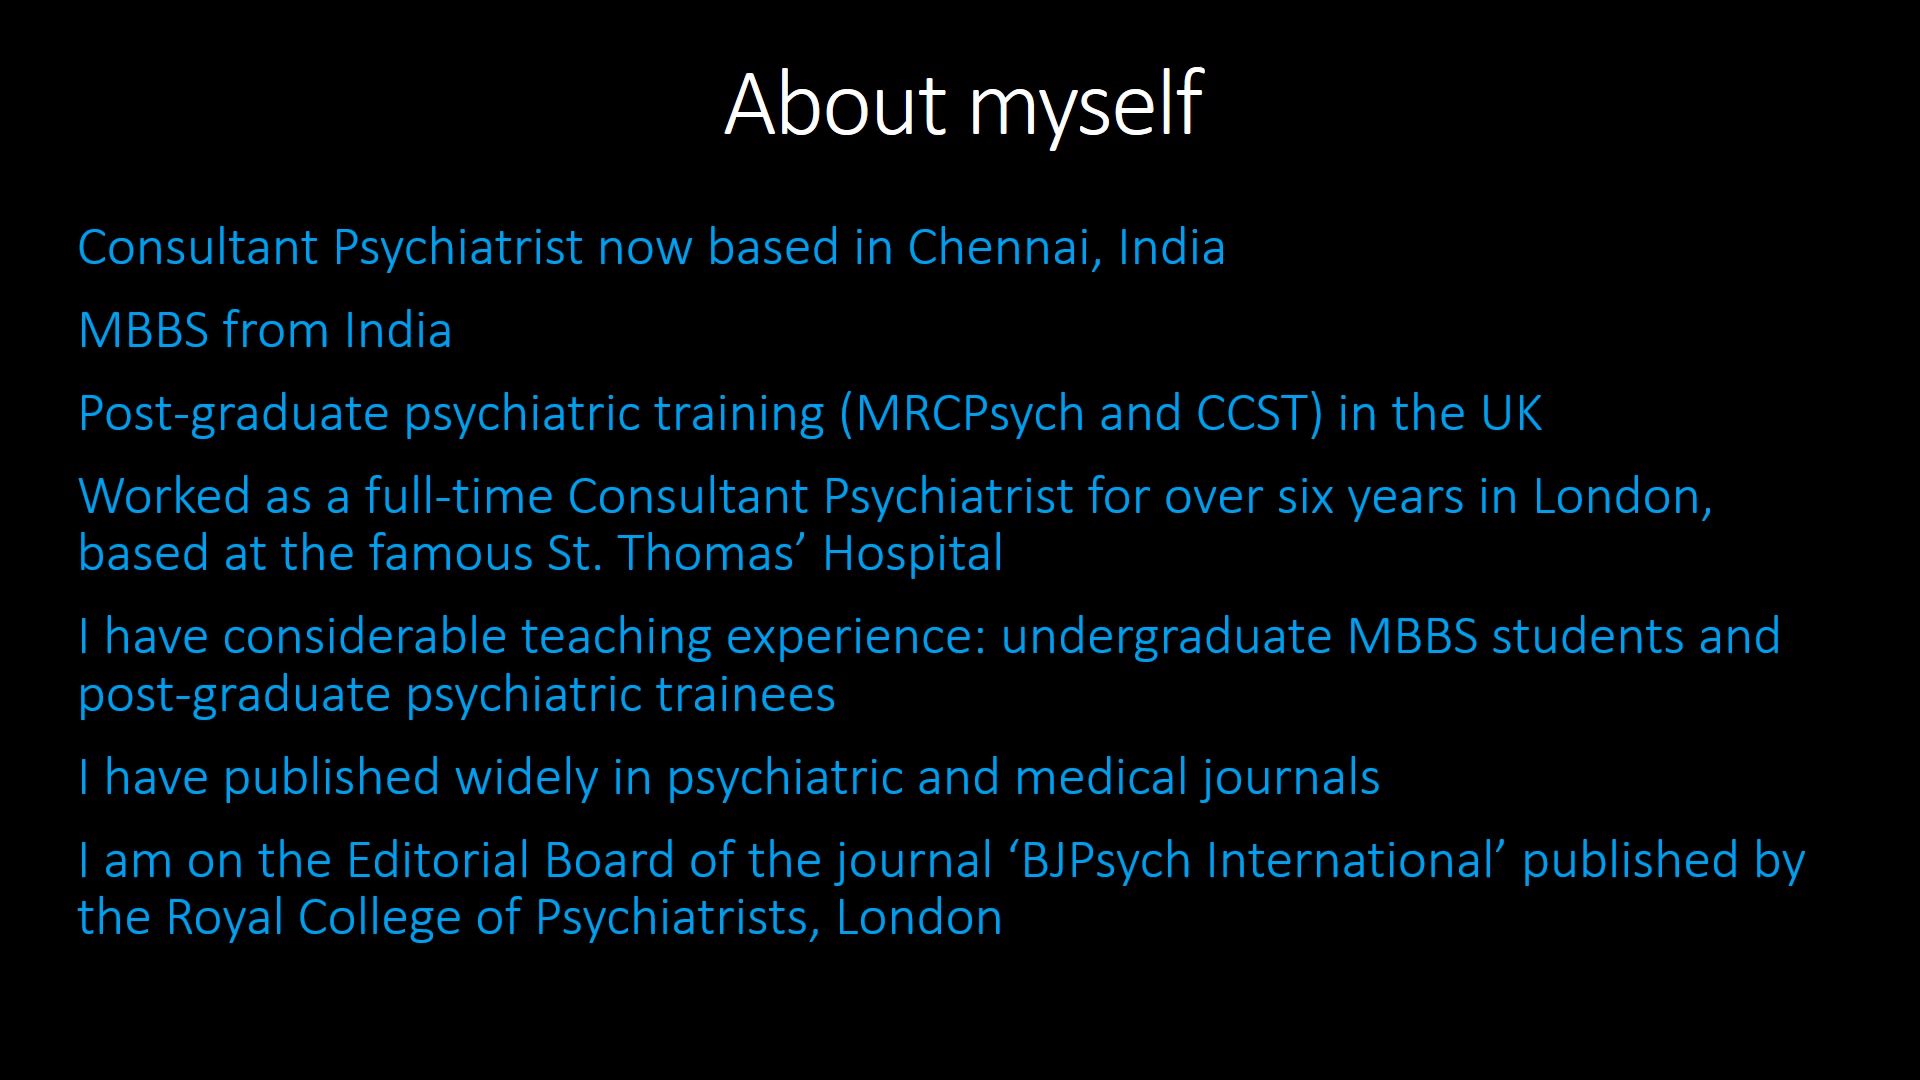 About myself
Consultant Psychiatrist now based in Chennai, India
MBBS from India
Post-graduate psychiatric training (MRCPsych and CCST) in the UK
Worked as a full-time Consultant Psychiatrist for over six years in London,
based at the famous St. Thomas’ Hospital
I have considerable teaching experience: undergraduate MBBS students and
post-graduate psychiatric trainees
I have published widely in psychiatric and medical journals
I am on the Editorial Board of the journal ‘BJPsych International’ published by
the Royal College of Psychiatrists, London